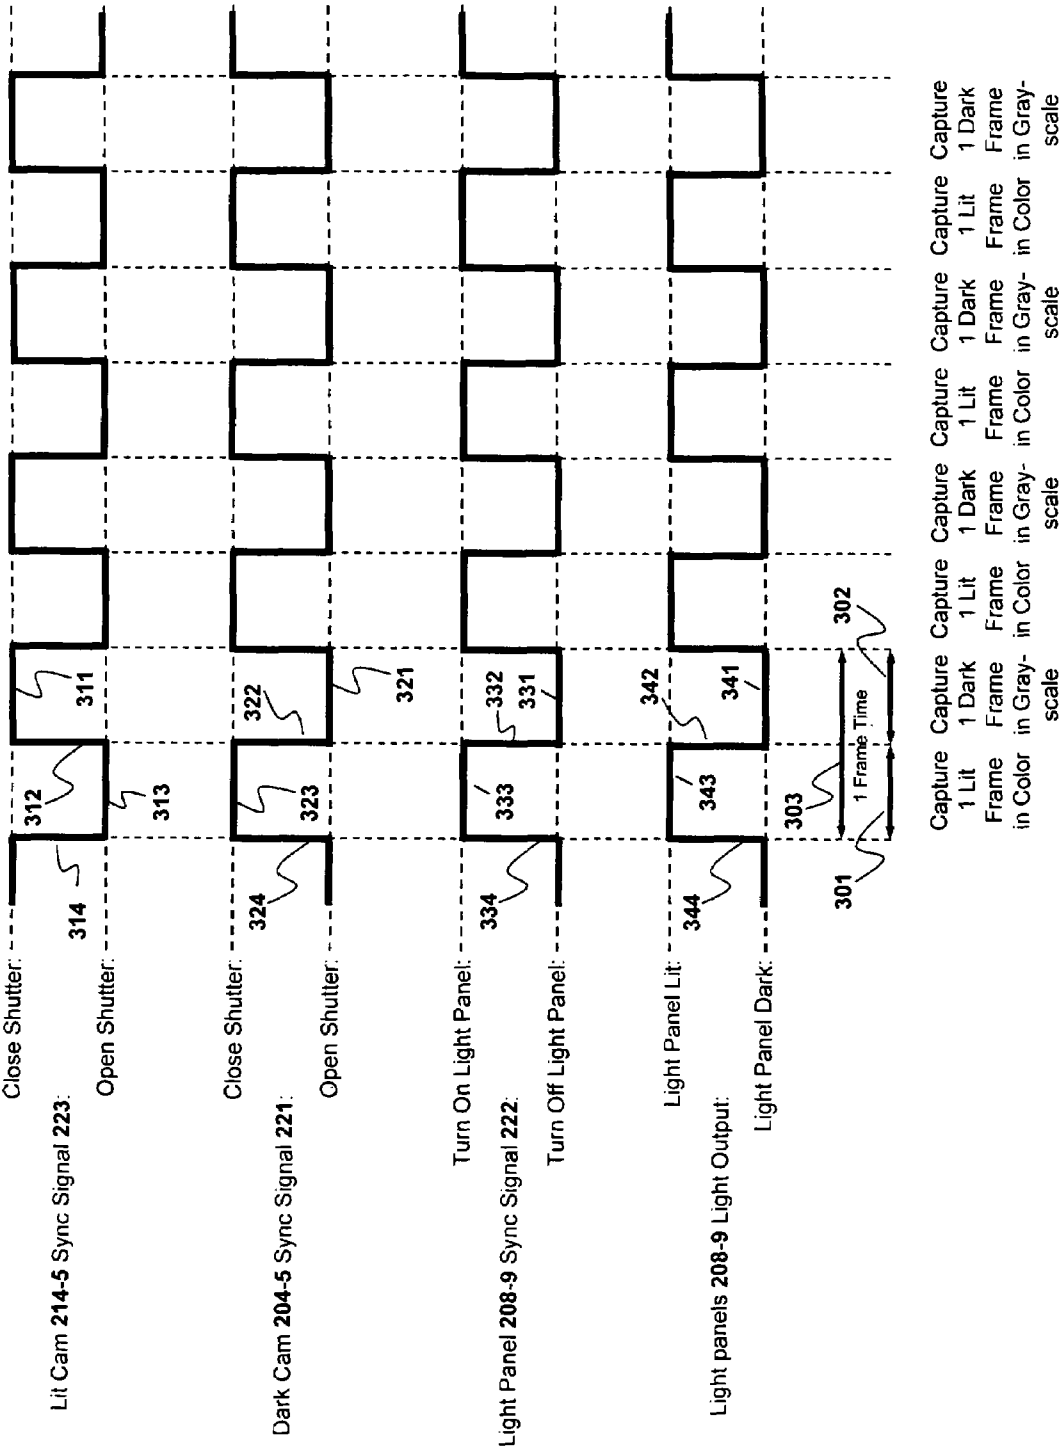 Lit Cam 214-5 Sync Signal 223:
Close Shutter:
Open Shutter:
314
312
313
311
Dark Cam 204-5 Sync Signal 221:
Close Shutter:
Open Shutter:
324
323
322
321
Light Panel 208-9 Sync Signal 222:
Turn On Light Panel:
Turn Off Light Panel:
334
333
332
331
Light panels 208-9 Light Output:
Light Panel Lit:
Light Panel Dark:
344
343
342
341
303
1 Frame Time
301
302
Capture
1 Lit
Frame
in Color
Capture
1 Dark
Frame
in Gray-
scale
Capture
1 Lit
Frame
in Color
Capture
1 Dark
Frame
in Gray-
scale
Capture
1 Lit
Frame
in Color
Capture
1 Dark
Frame
in Gray-
scale
Capture
1 Lit
Frame
in Color
Capture
1 Dark
Frame
in Gray-
scale